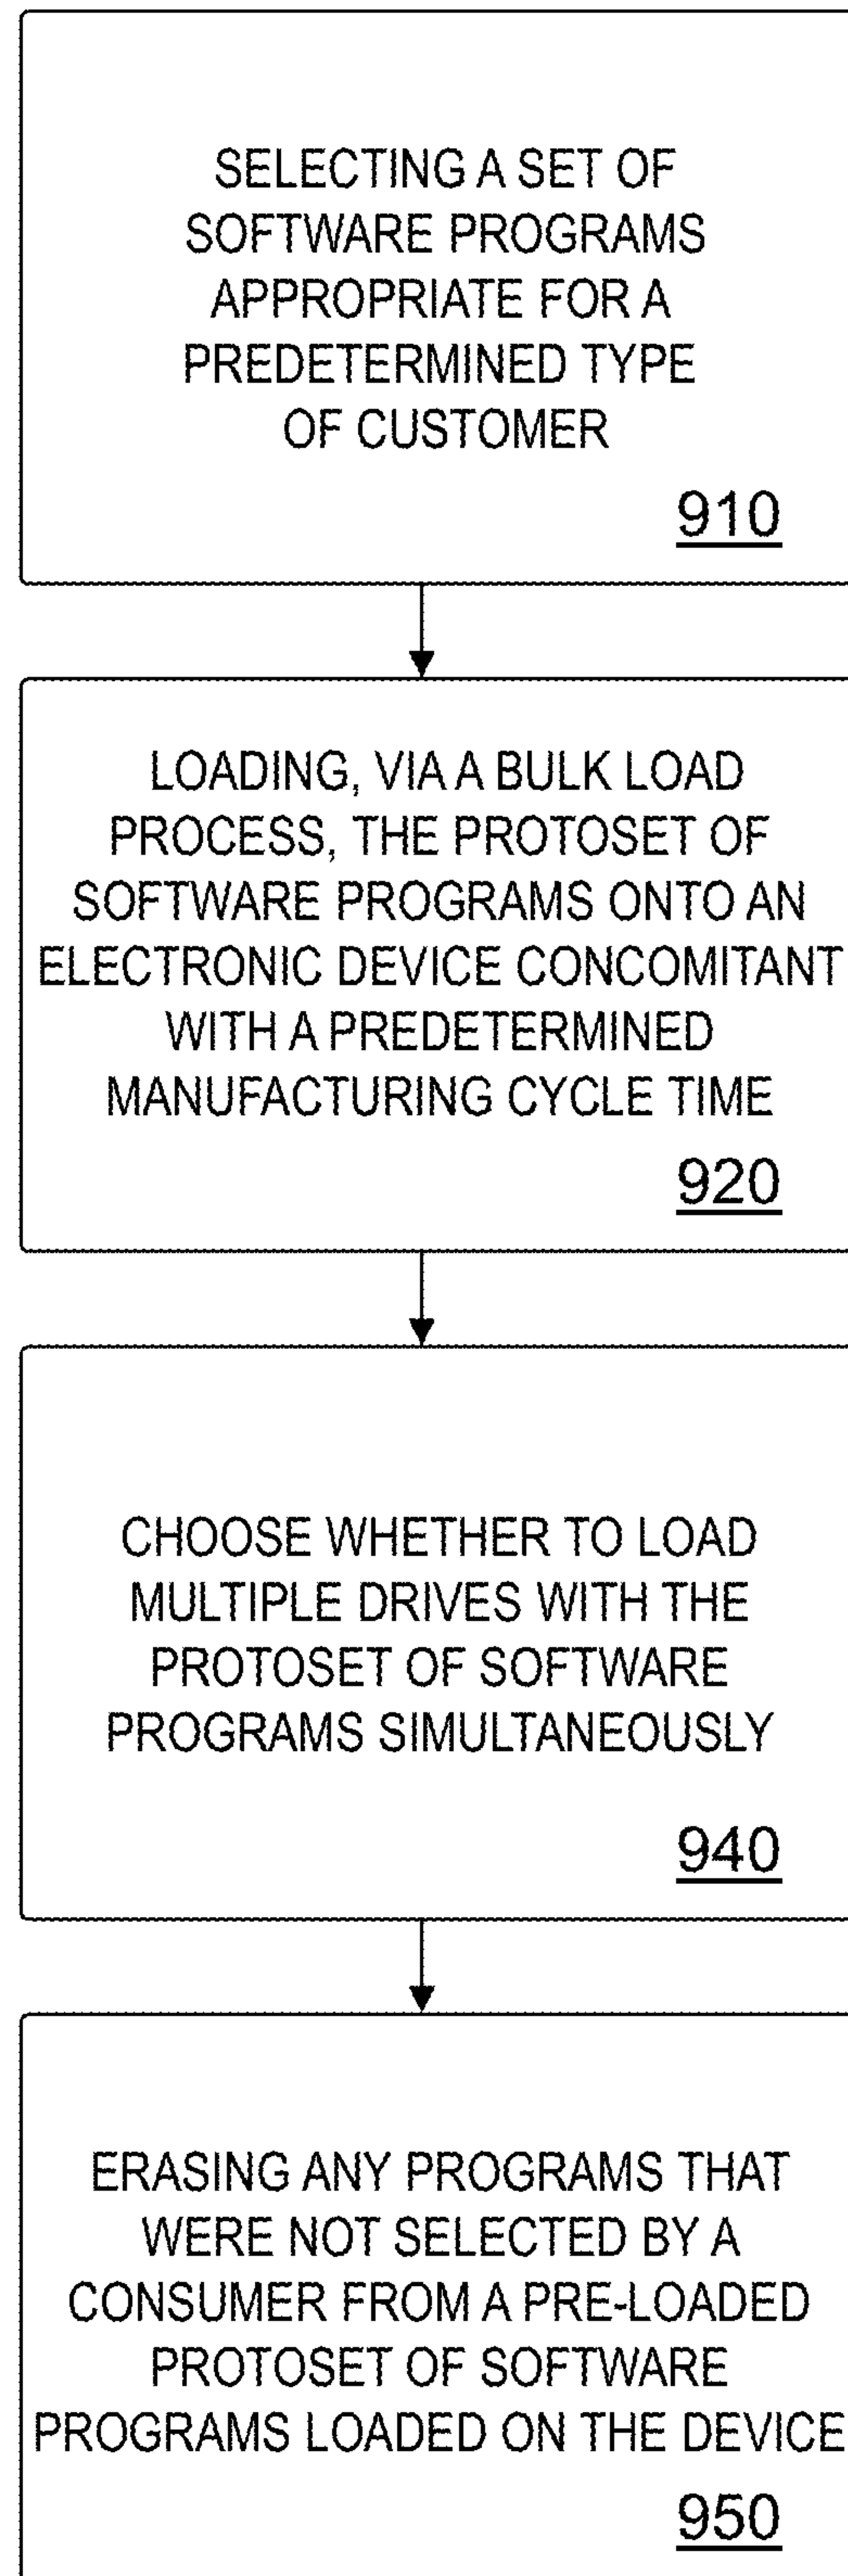 SELECTING A SET OF
SOFTWARE PROGRAMS
APPROPRIATE FOR A
PREDETERMINED TYPE
OF CUSTOMER
910
LOADING, VIA A BULK LOAD
PROCESS, THE PROTOSET OF
SOFTWARE PROGRAMS ONTO AN
ELECTRONIC DEVICE CONCOMITANT
WITH A PREDETERMINED
MANUFACTURING CYCLE TIME
920
CHOOSE WHETHER TO LOAD
MULTIPLE DRIVES WITH THE
PROTOSET OF SOFTWARE
PROGRAMS SIMULTANEOUSLY
940
ERASING ANY PROGRAMS THAT
WERE NOT SELECTED BY A
CONSUMER FROM A PRE-LOADED
PROTOSET OF SOFTWARE
PROGRAMS LOADED ON THE DEVICE
950